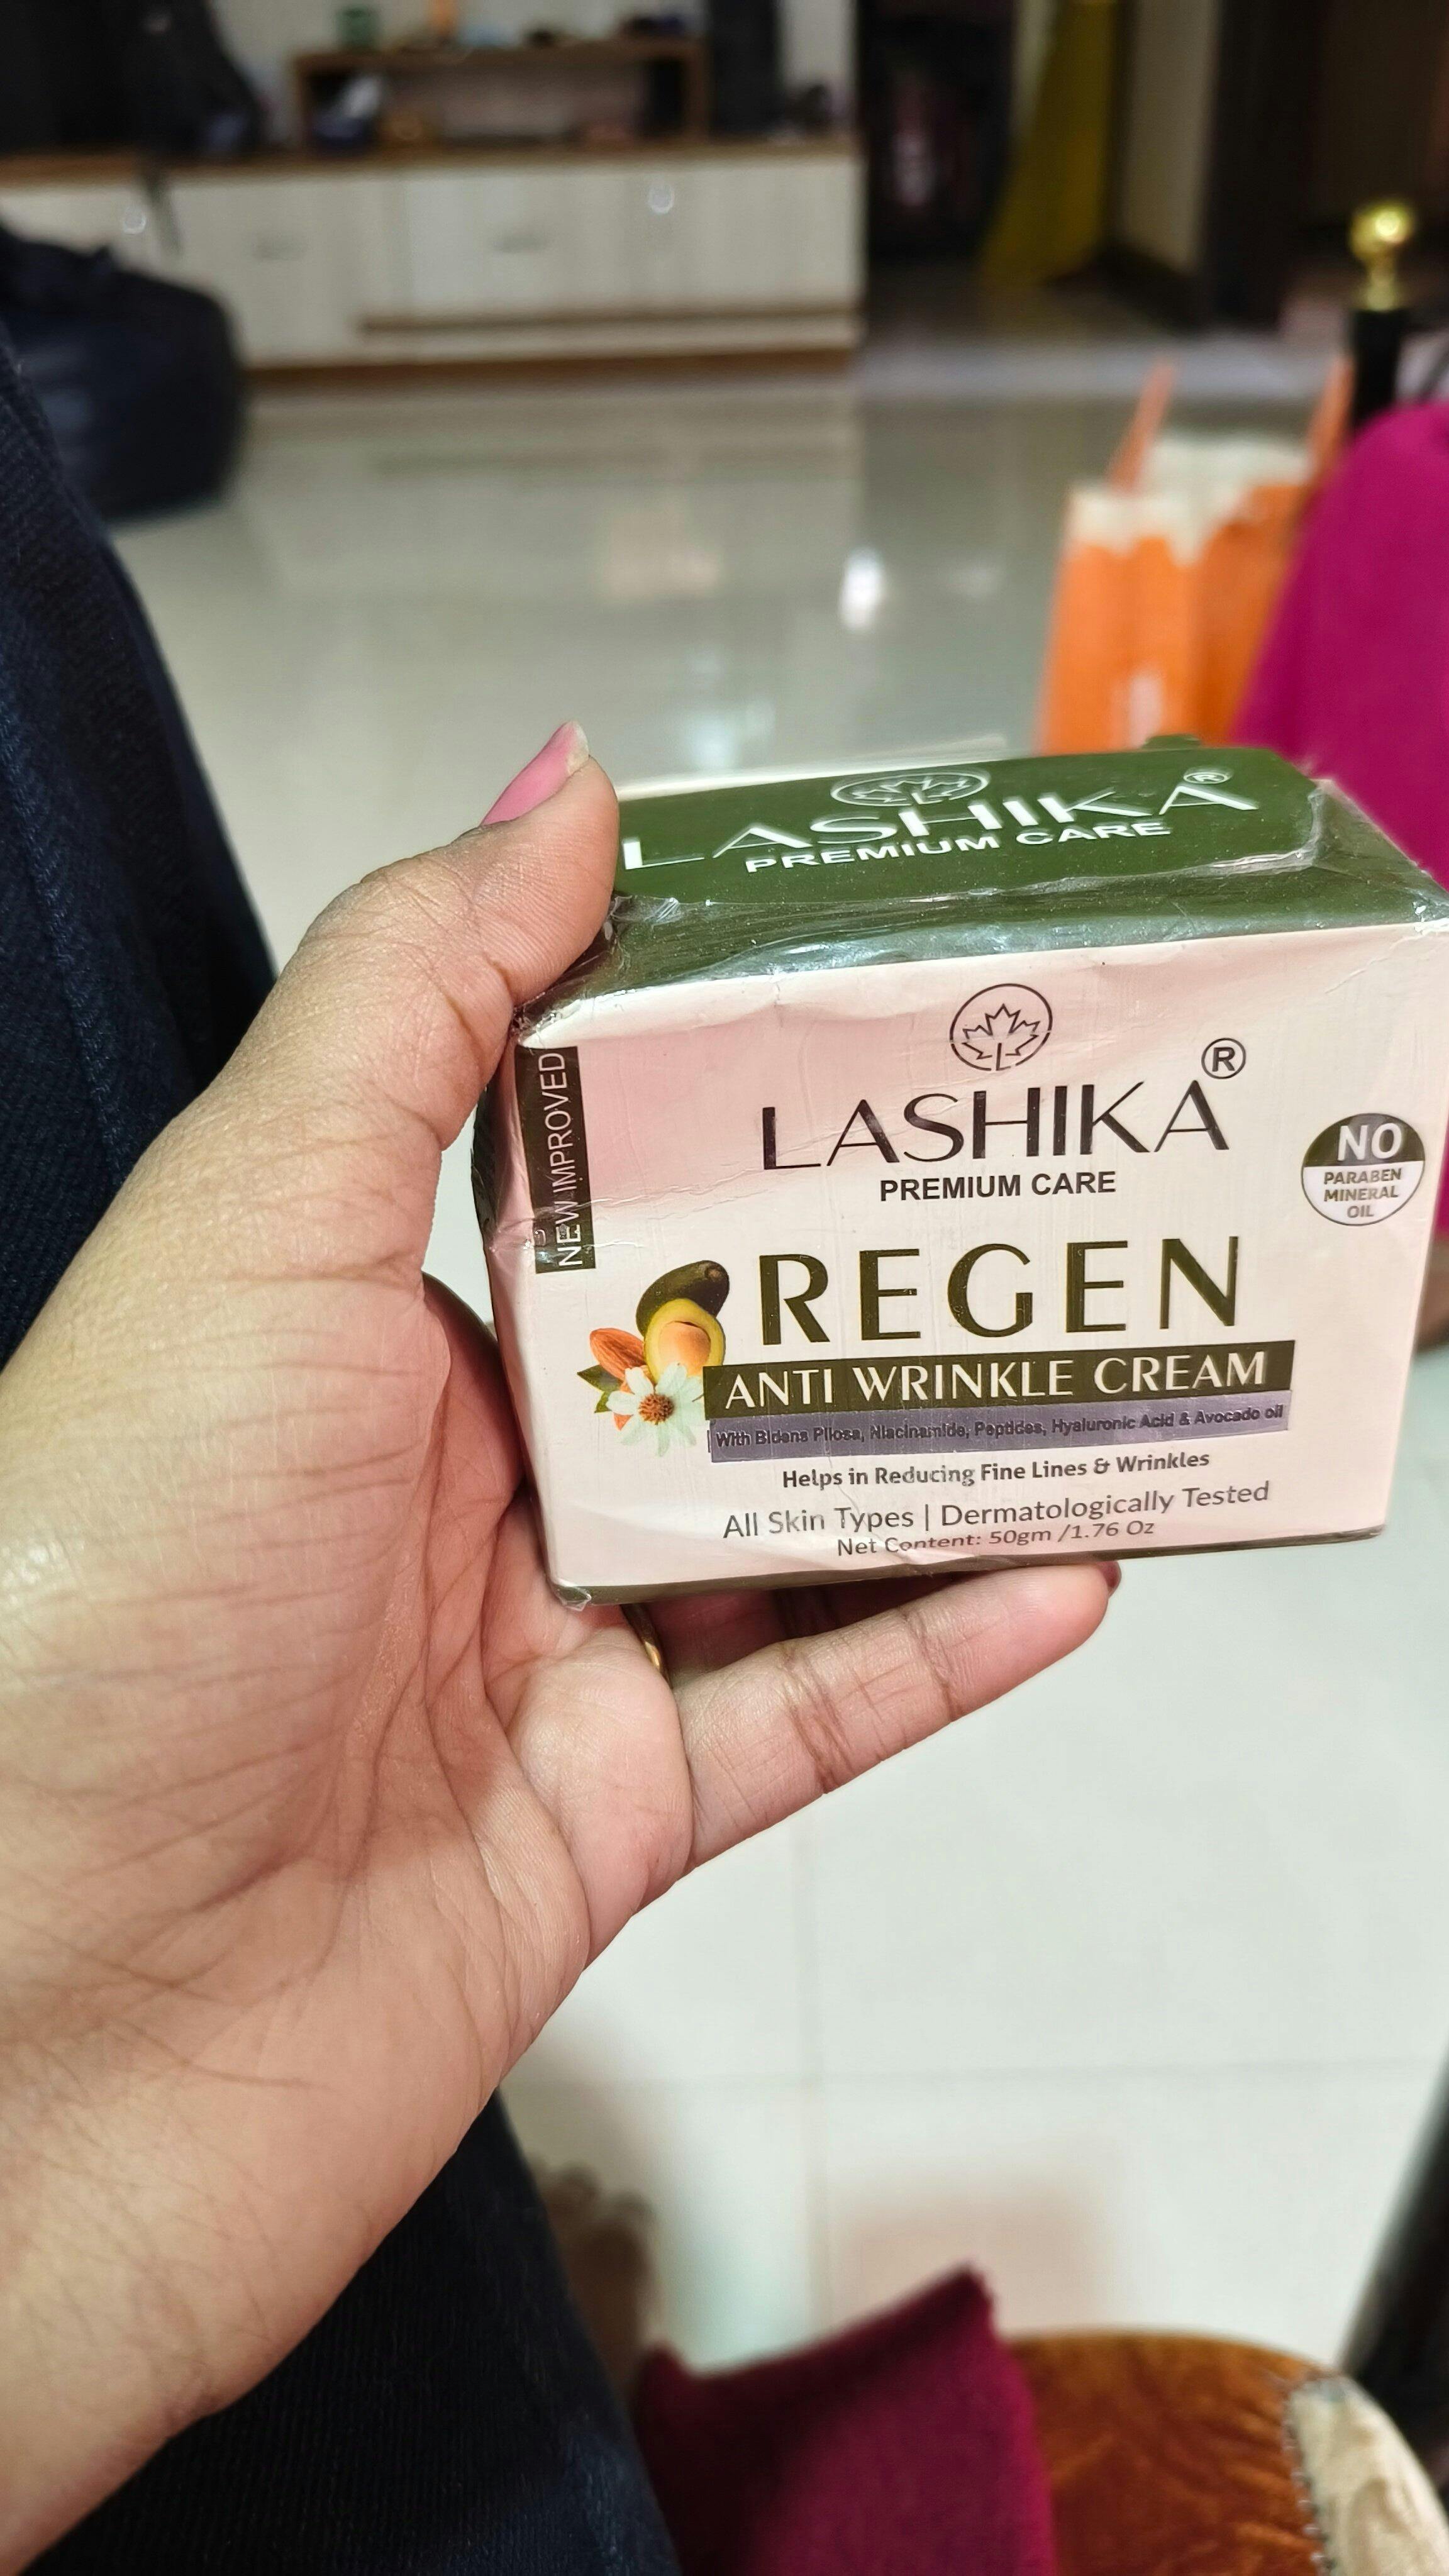 LASHIKA®
PREMIUM CARE
NEW IMPROVED
LASHIKA®
PREMIUM CARE
NO
PARABEN
MINERAL
OIL
REGEN
ANTI WRINKLE CREAM
With Bidens Pilosa, Niacinamide, Peptides, Hyaluronic Acid & Avocado oil
Helps in Reducing Fine Lines & Wrinkles
All Skin Types | Dermatologically Tested
Net Content: 50gm /1.76 Oz